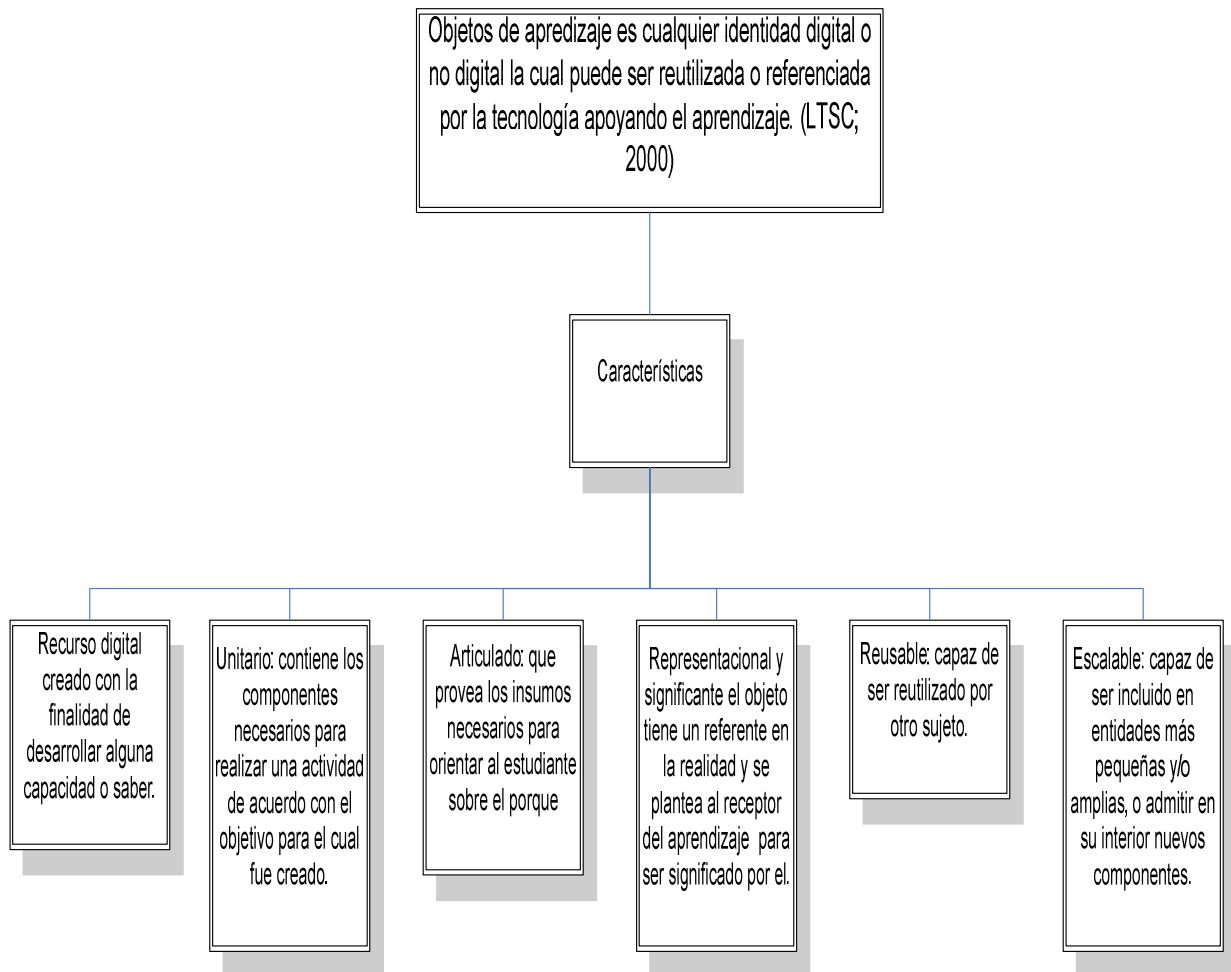 Objetos de apredizaje es cualquier identidad digital o
no digital la cual puede ser reutilizada o referenciada
por la tecnología apoyando el aprendizaje. (LTSC;
2000)
Características
Recurso digital
creado con la
finalidad de
desarrollar alguna
capacidad o saber.
Unitario: contiene los
componentes
necesarios para
realizar una actividad
de acuerdo con el
objetivo para el cual
fue creado.
Articulado: que
provea los insumos
necesarios para
orientar al estudiante
sobre el porque
Representacional y
significante el objeto
tiene un referente en
la realidad y se
plantea al receptor
del aprendizaje para
ser significado por el.
Reusable: capaz de
ser reutilizado por
otro sujeto.
Escalable: capaz de
ser incluido en
entidades más
pequeñas y/o
amplias, o admitir en
su interior nuevos
componentes.